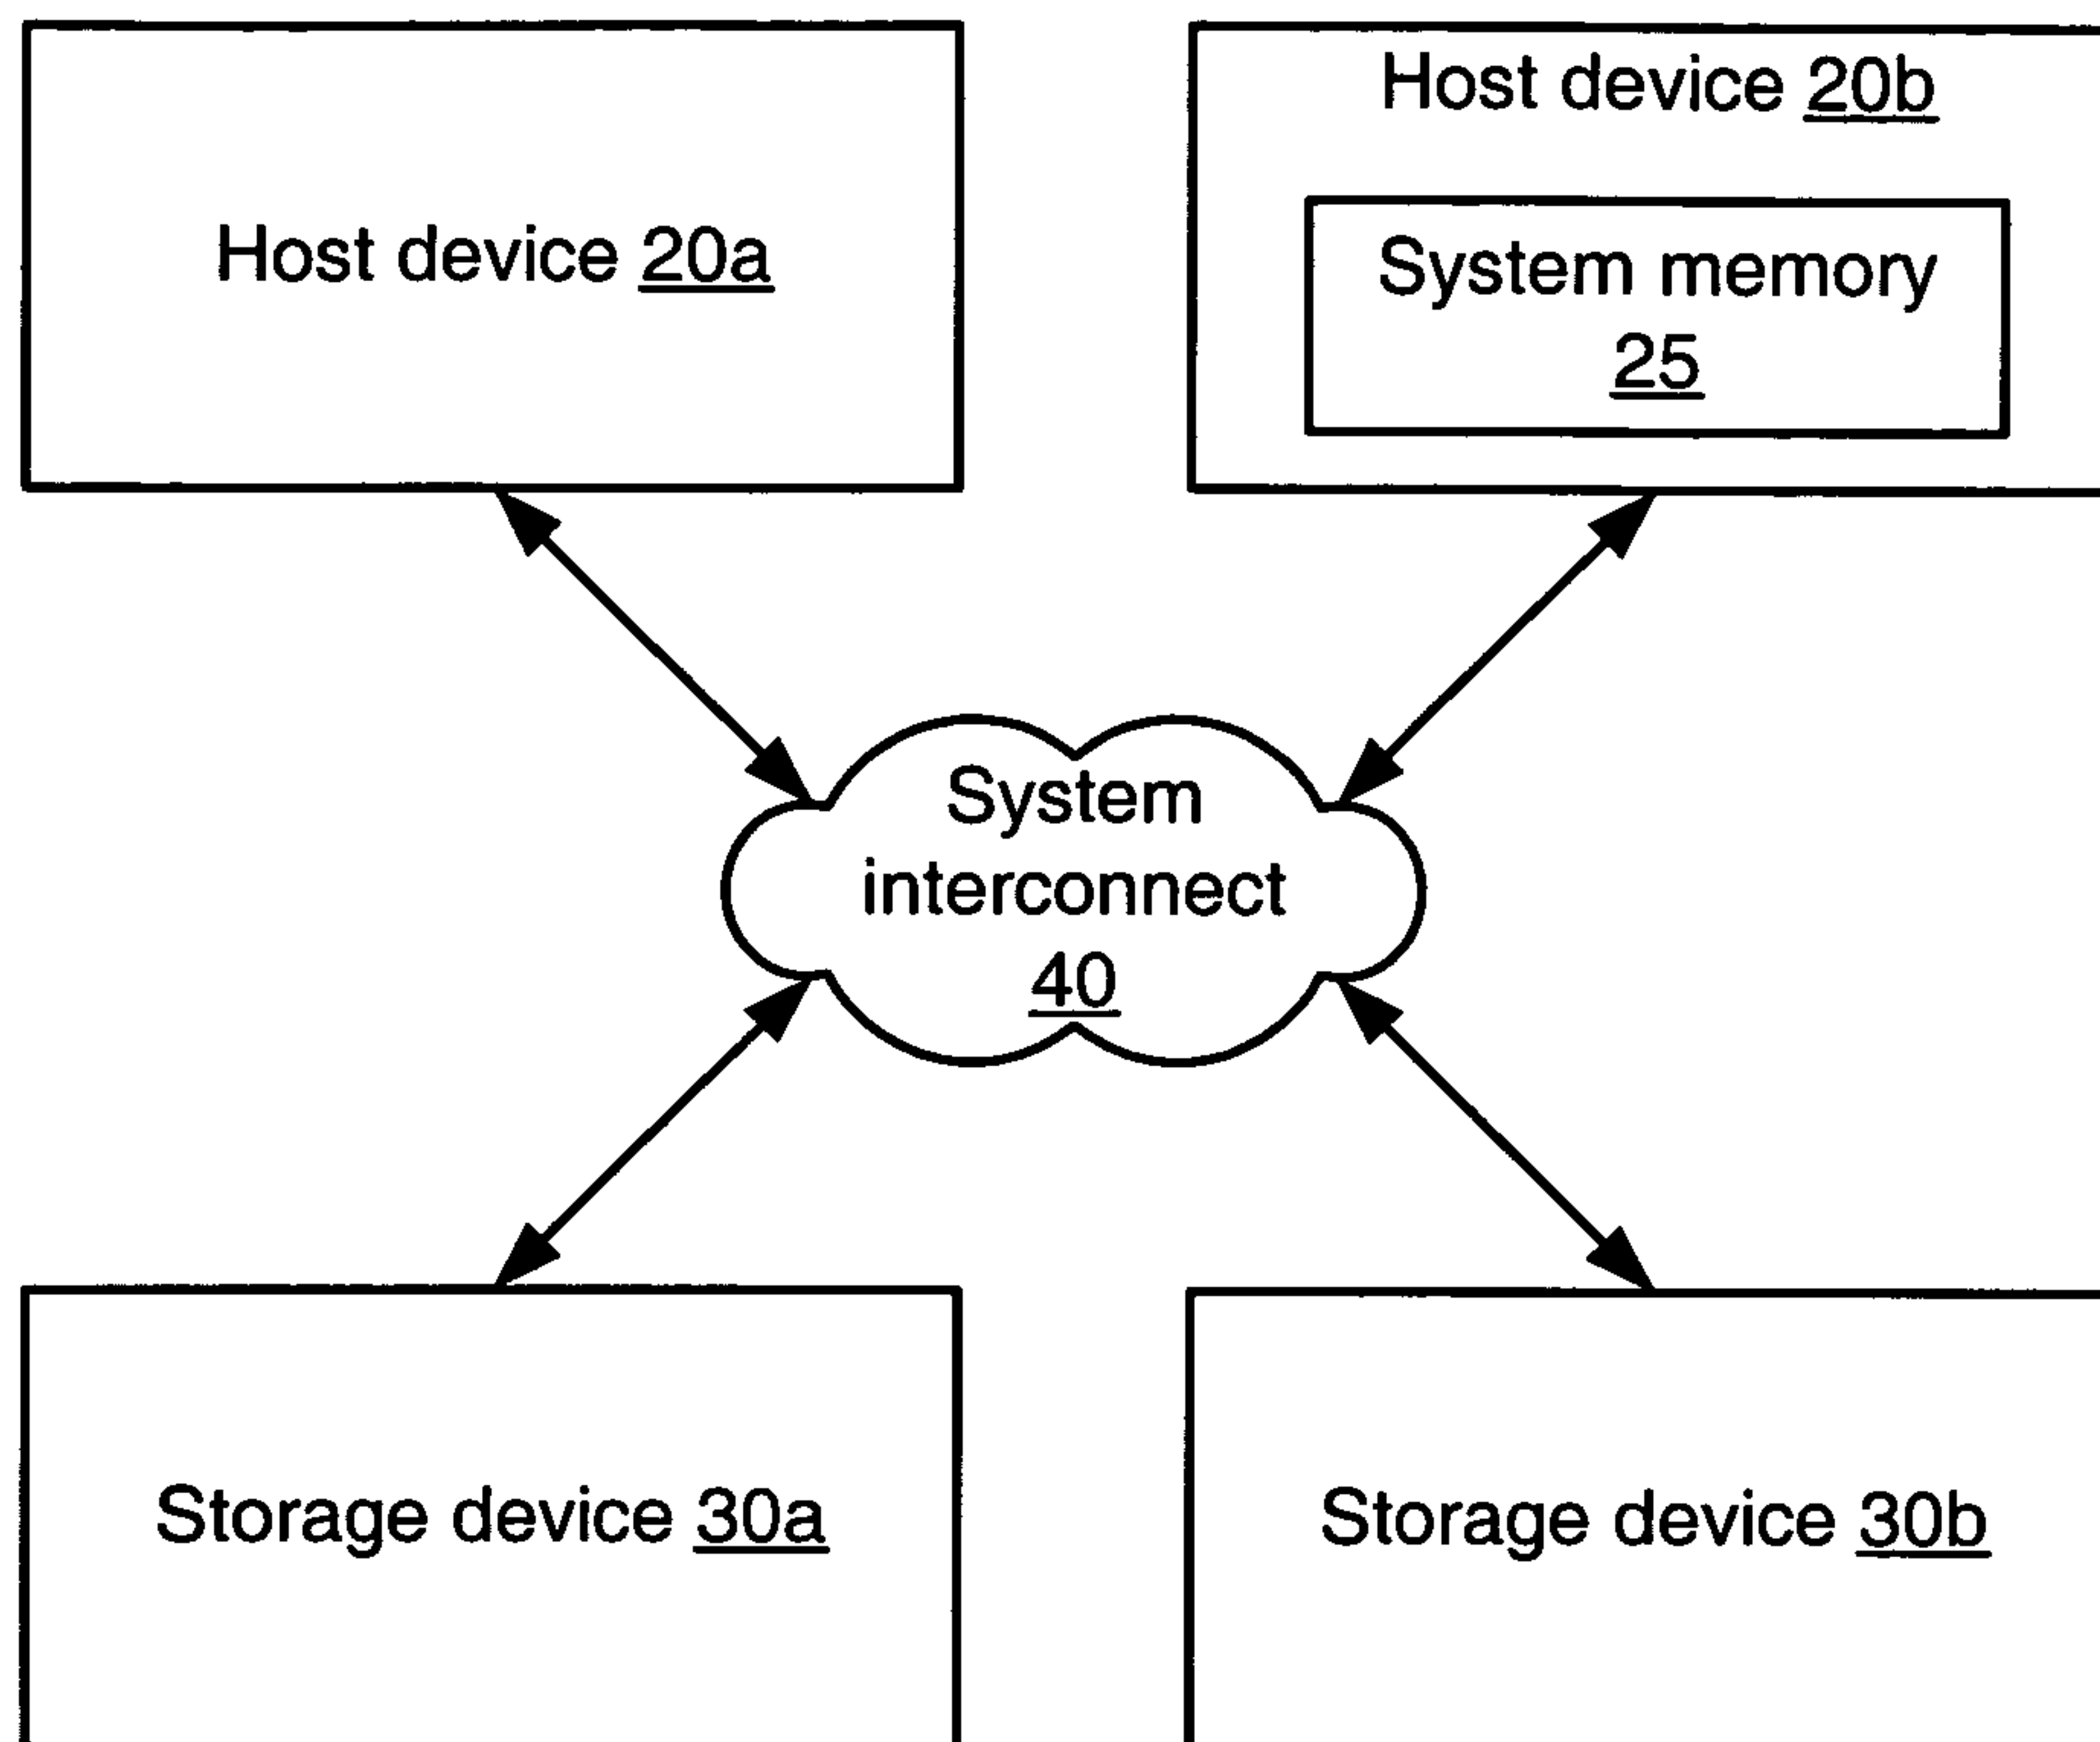 Host device 20a
Host device 20b
System memory
25
System
interconnect
40
Storage device 30a
Storage device 30b